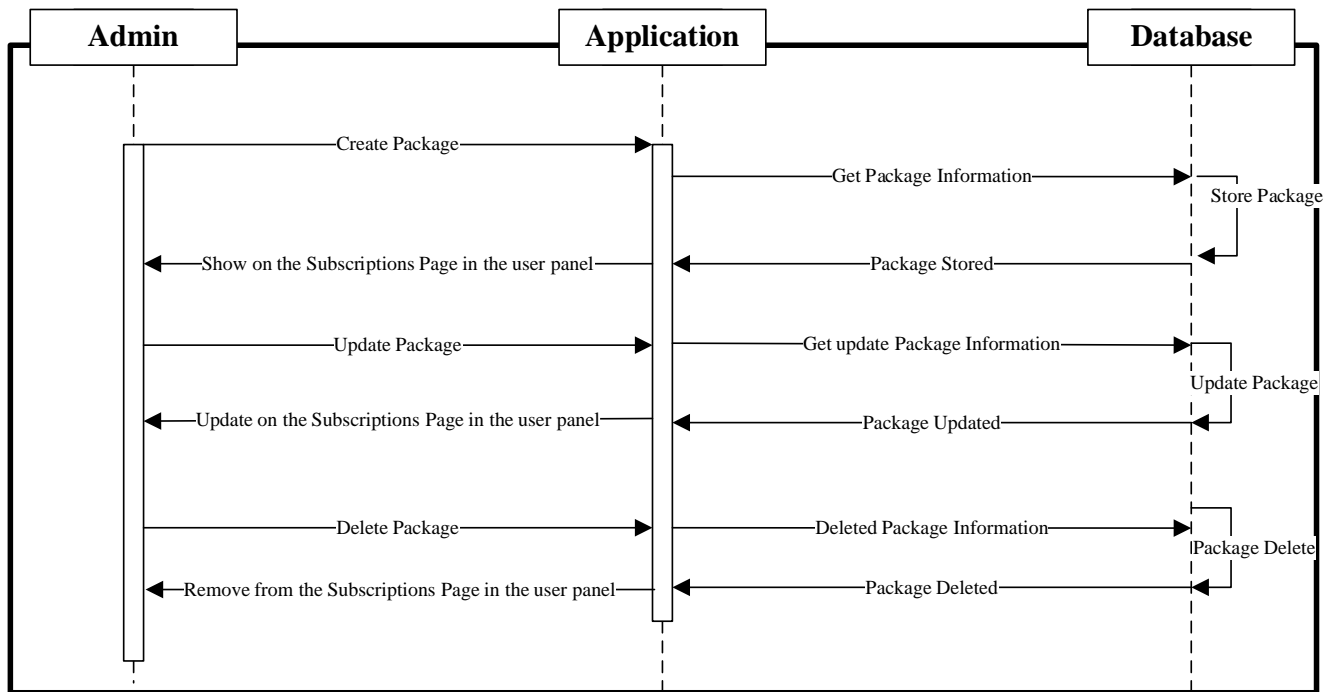 Admin
Application
Database
Create Package
Get Package Information
Store Package
Show on the Subscriptions Page in the user panel
Package Stored
Update Package
Get update Package Information
Update Package
Update on the Subscriptions Page in the user panel
Package Updated
Delete Package
Deleted Package Information
Package Delete
Remove from the Subscriptions Page in the user panel
Package Deleted